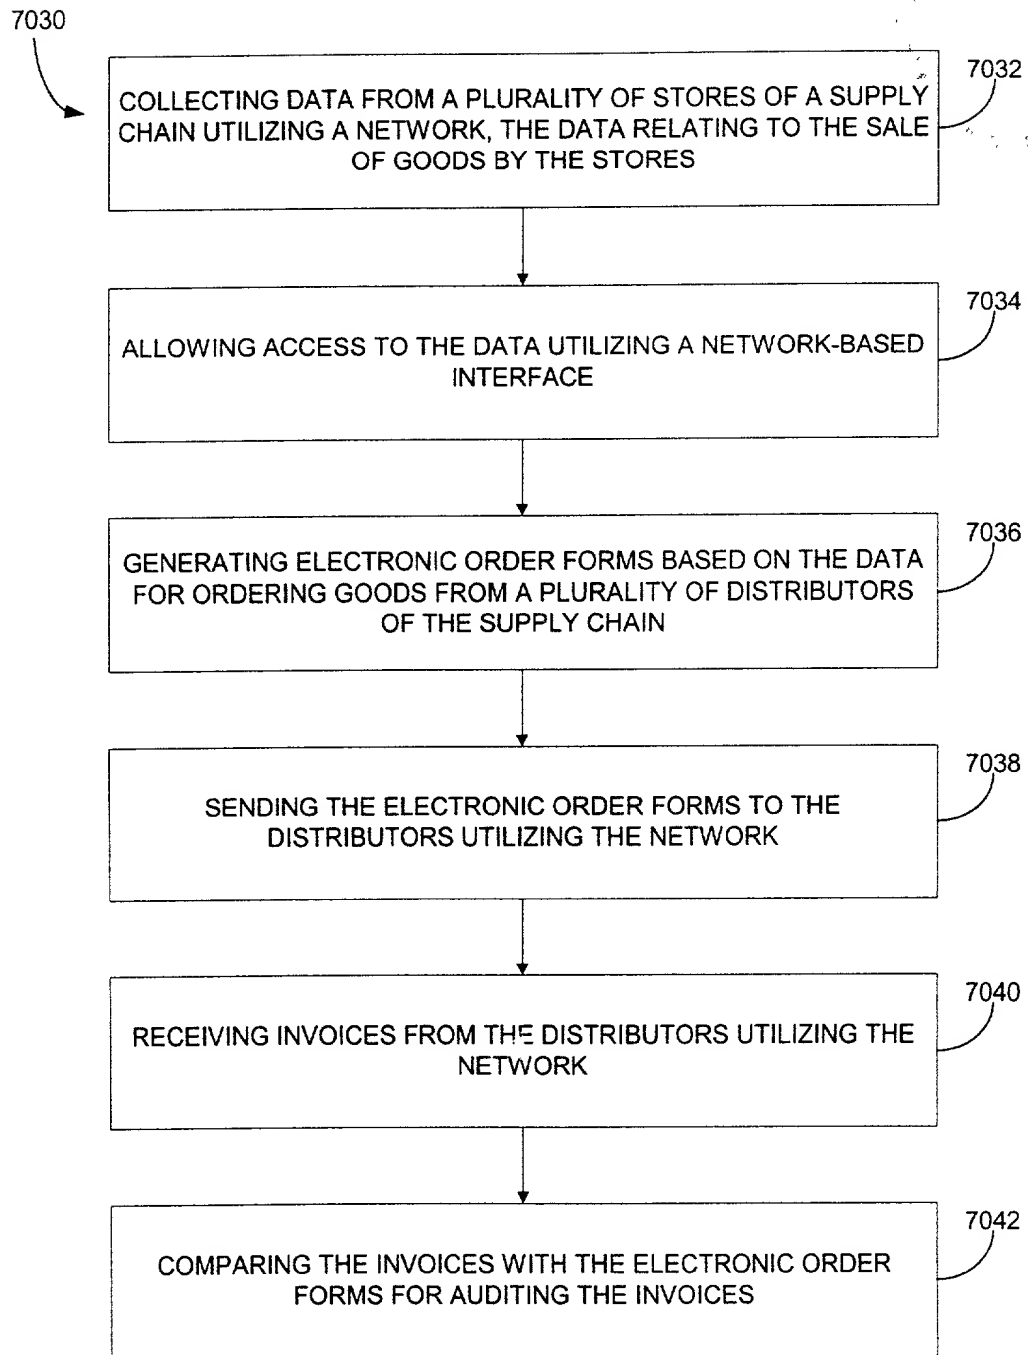 7030
7032
COLLECTING DATA FROM A PLURALITY OF STORES OF A SUPPLY
CHAIN UTILIZING A NETWORK, THE DATA RELATING TO THE SALE
OF GOODS BY THE STORES
7034
ALLOWING ACCESS TO THE DATA UTILIZING A NETWORK-BASED
INTERFACE
7036
GENERATING ELECTRONIC ORDER FORMS BASED ON THE DATA
FOR ORDERING GOODS FROM A PLURALITY OF DISTRIBUTORS
OF THE SUPPLY CHAIN
7038
SENDING THE ELECTRONIC ORDER FORMS TO THE
DISTRIBUTORS UTILIZING THE NETWORK
7040
RECEIVING INVOICES FROM THE DISTRIBUTORS UTILIZING THE
NETWORK
7042
COMPARING THE INVOICES WITH THE ELECTRONIC ORDER
FORMS FOR AUDITING THE INVOICES